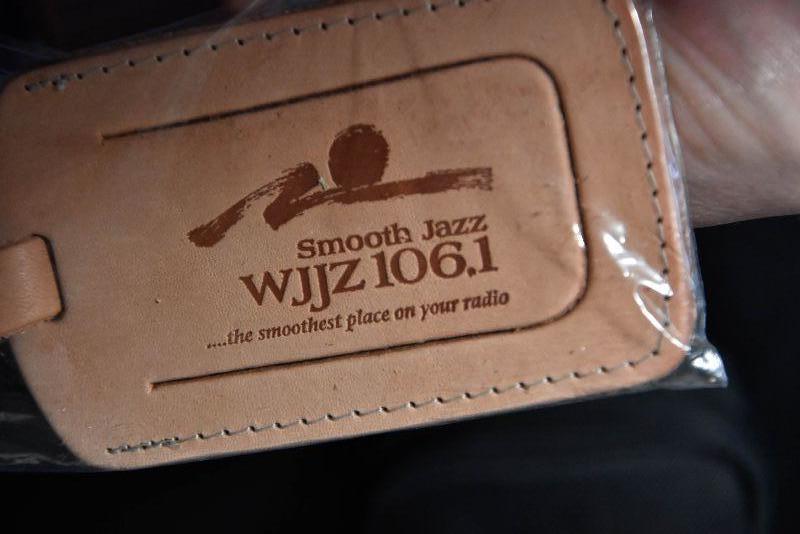 Smooth Jazz
WJJZ 106.1
....the smoothest place on your radio